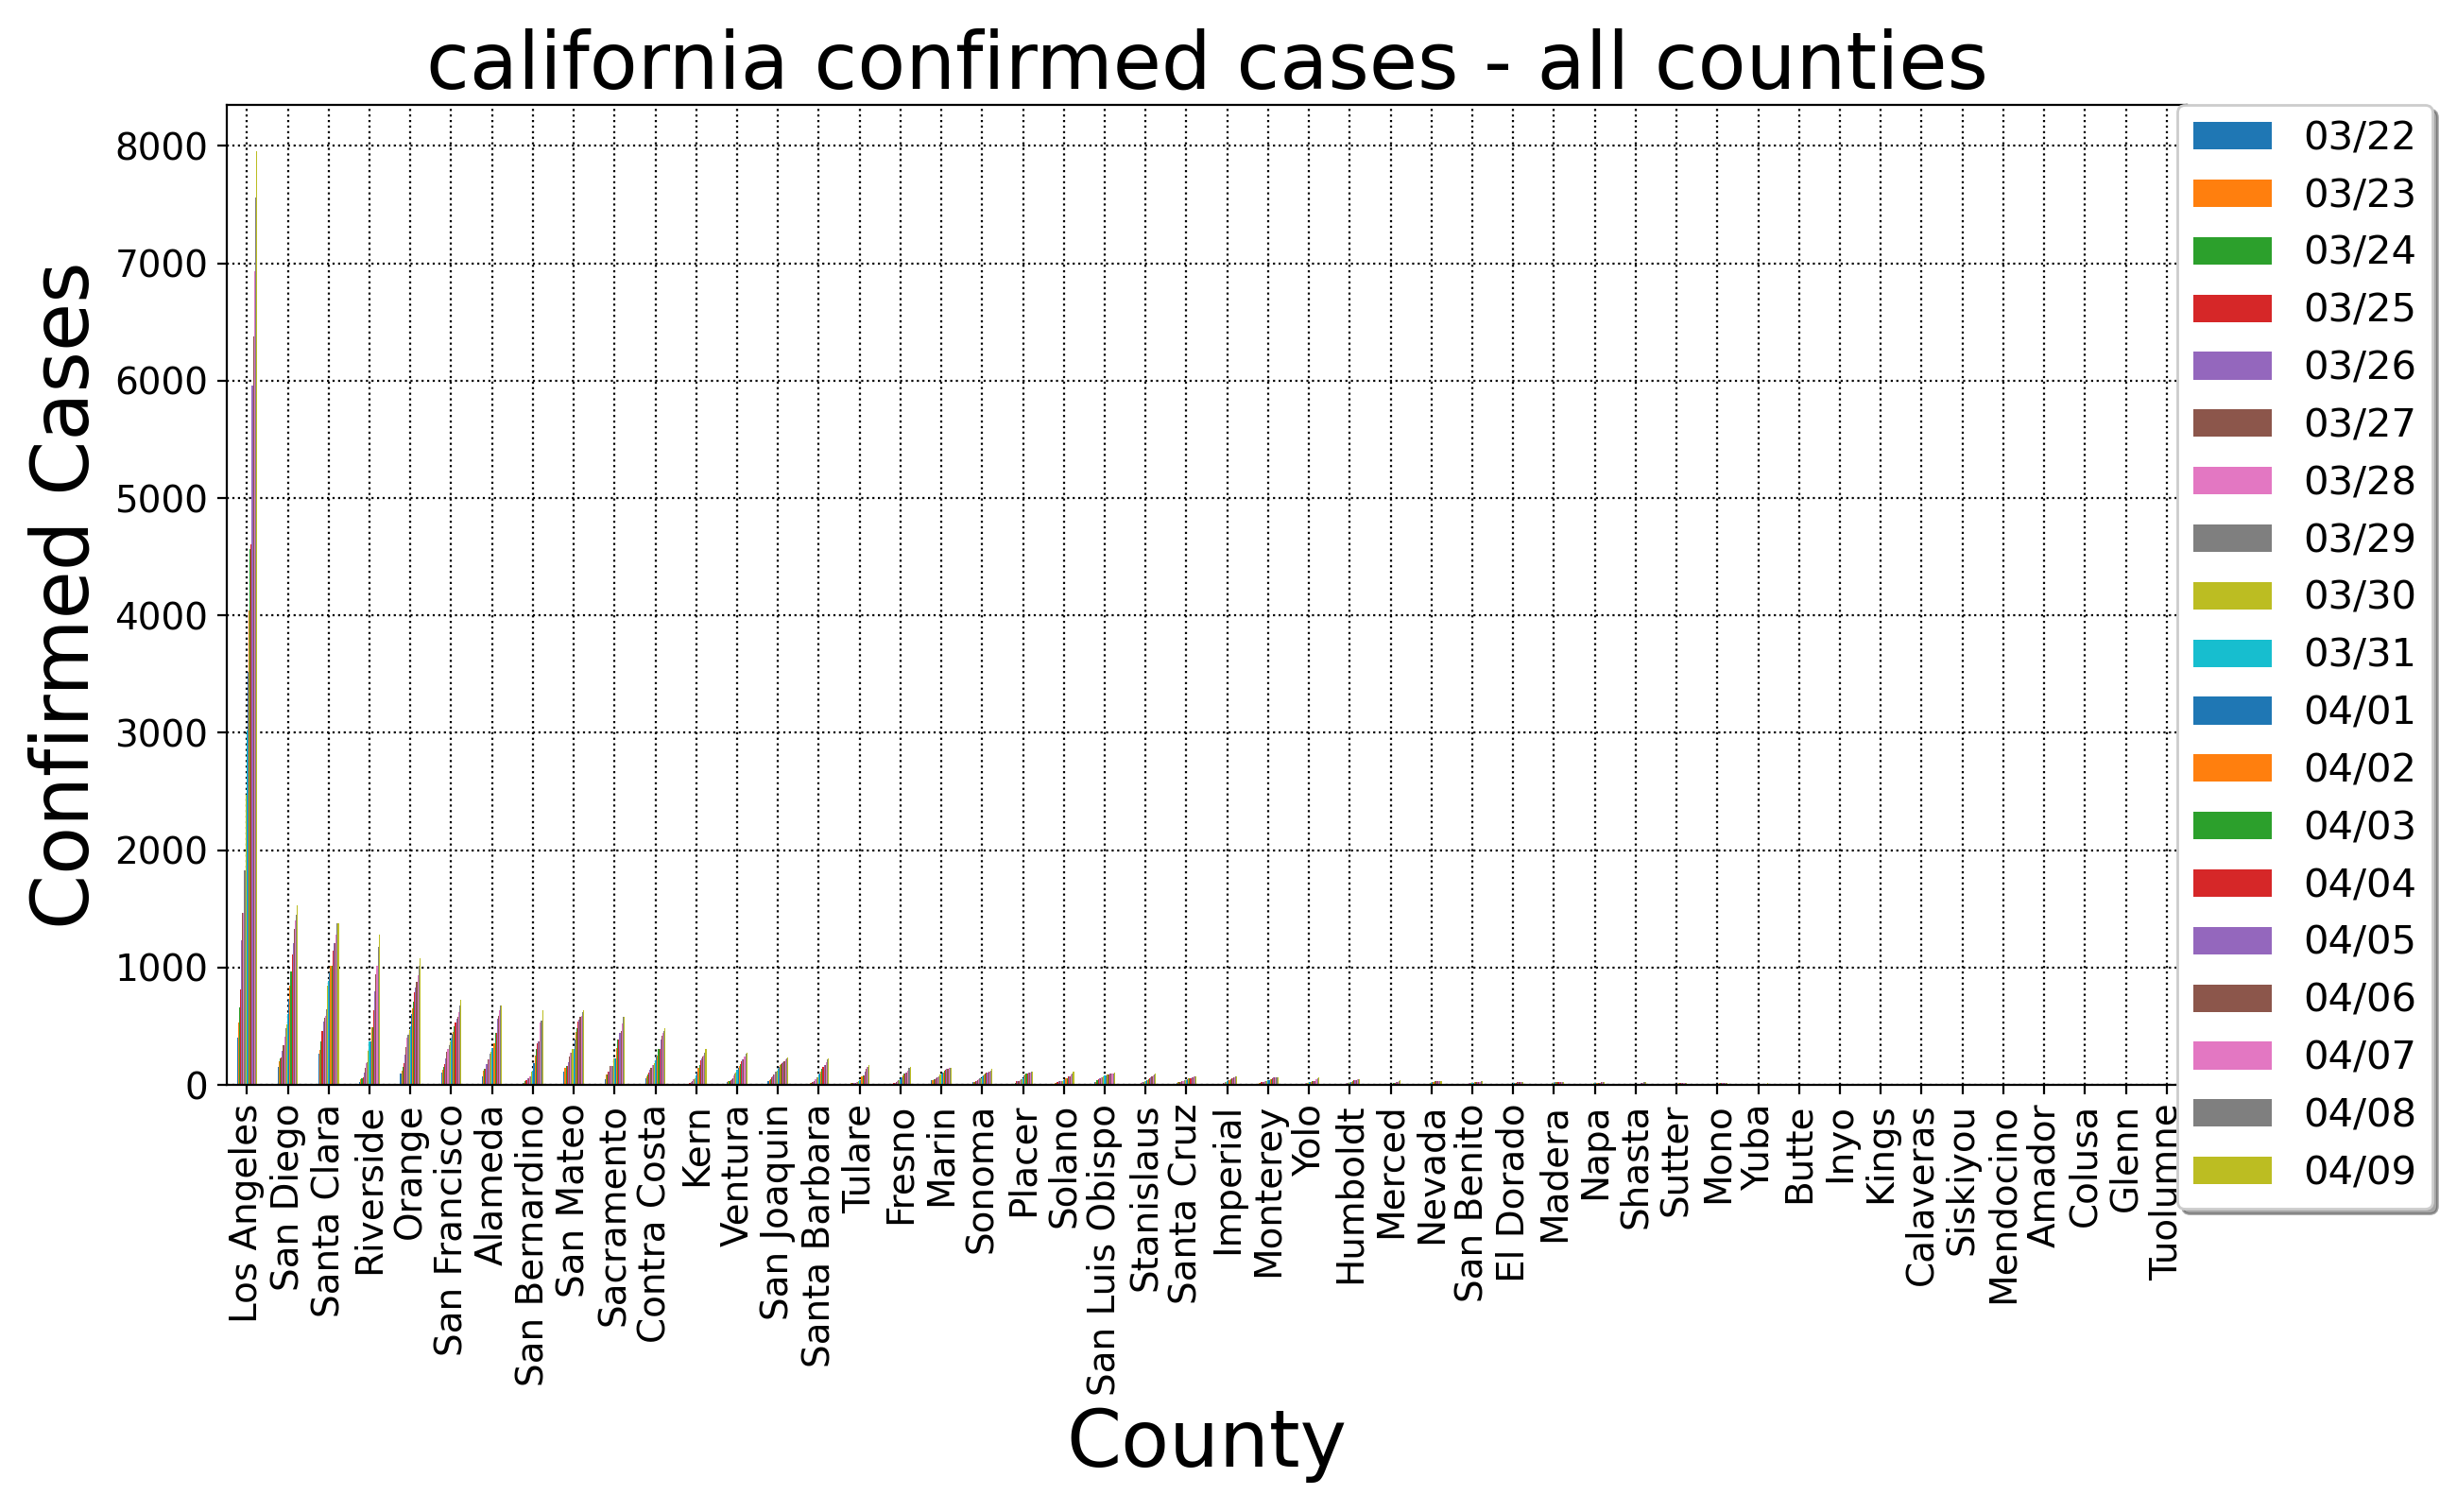 california confirmed cases - all counties
Confirmed Cases
8000
7000
6000
5000
4000
3000
2000
1000
0
Los Angeles
San Diego
Santa Clara
Riverside
Orange
San Francisco
Alameda
San Bernardino
San Mateo
Sacramento
Contra Costa
Kern
Ventura
San Joaquin
Santa Barbara
Tulare
Fresno
Marin
Sonoma
Placer
Solano
San Luis Obispo
Stanislaus
Santa Cruz
Imperial
Monterey
Yolo
Humboldt
Merced
Nevada
San Benito
El Dorado
Madera
Napa
Shasta
Sutter
Mono
Yuba
Butte
Inyo
Kings
Calaveras
Siskiyou
Mendocino
Amador
Colusa
Glenn
Tuolumne
County
03/22
03/23
03/24
03/25
03/26
03/27
03/28
03/29
03/30
03/31
04/01
04/02
04/03
04/04
04/05
04/06
04/07
04/08
04/09